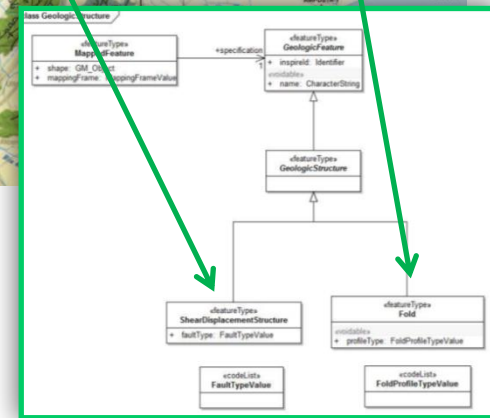 class GeologicStructure
«featureType»
MappedFeature
+ shape: GM_Object
+ mappingFrame: MappingFrameValue
+specification
1
«featureType»
GeologicFeature
+ inspireId: Identifier
«voidable»
+ name: CharacterString
«featureType»
GeologicStructure
«featureType»
ShearDisplacementStructure
+ faultType: FaultTypeValue
«featureType»
Fold
«voidable»
+ profileType: FoldProfileTypeValue
«codeList»
FaultTypeValue
«codeList»
FoldProfileTypeValue